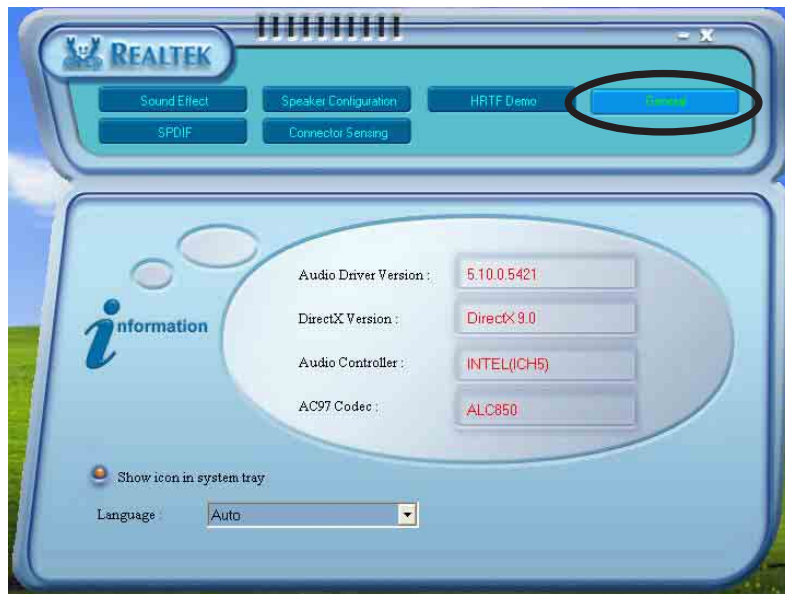 REALTEK
Sound Effect
Speaker Configuration
HRTF Demo
General
SPDIF
Connector Sensing
Audio Driver Version :
5.10.0.5421
DirectX Version :
DirectX 9.0
information
Audio Controller :
INTEL(ICH5)
AC97 Codec :
ALC850
Show icon in system tray
Language :
Auto